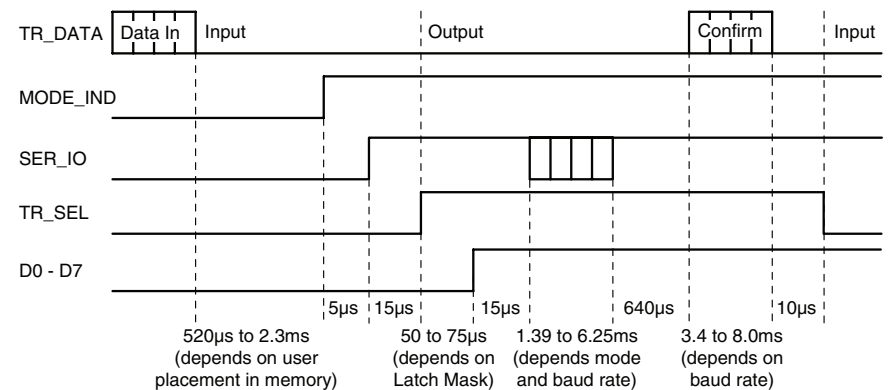 TR_DATA Data In Input Output Confirm Input
MODE_IND
SER_IO
TR_SEL
D0 - D7
5µs 15µs 15µs 640µs 10µs
520µs to 2.3ms 50 to 75µs 1.39 to 6.25ms 3.4 to 8.0ms
(depends on user (depends on (depends mode (depends on
placement in memory) Latch Mask) and baud rate) baud rate)